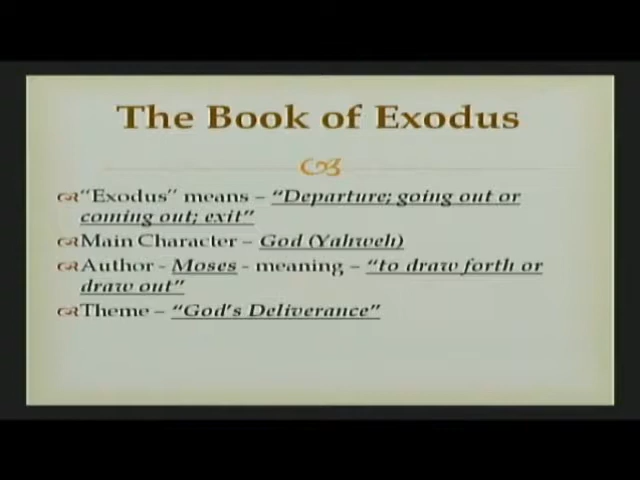 The Book of Exodus
"Exodus" means – "Departure; going out or
coming out; exit"
Main Character – God (Yahweh)
Author - Moses - meaning – "to draw forth or
draw out"
Theme – "God's Deliverance"